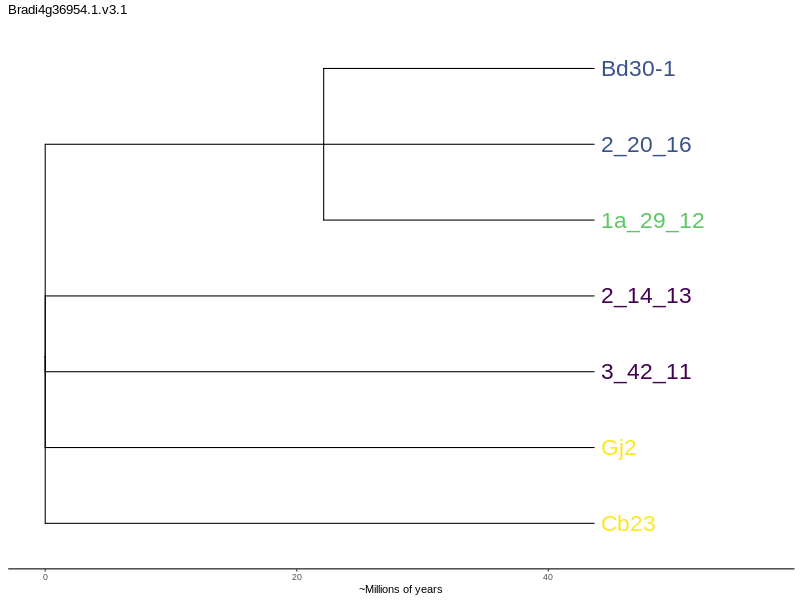 Bradi4g36954.1.v3.1
Bd30-1
2_20_16
1a_29_12
2_14_13
3_42_11
Gj2
Cb23
0 20 40
~Millions of years